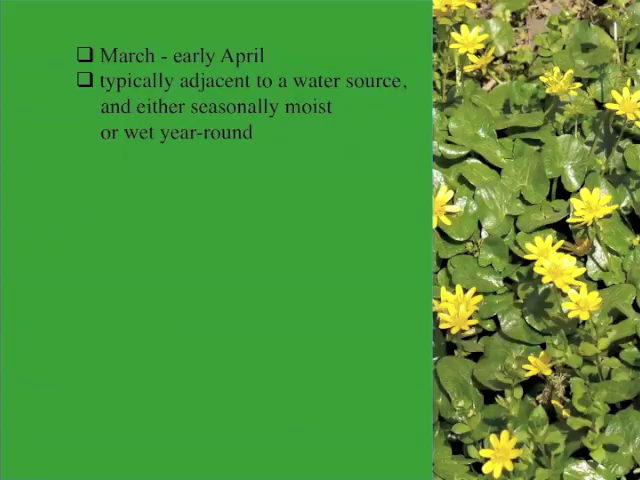 ❑ March - early April
❑ typically adjacent to a water source,
and either seasonally moist
or wet year-round